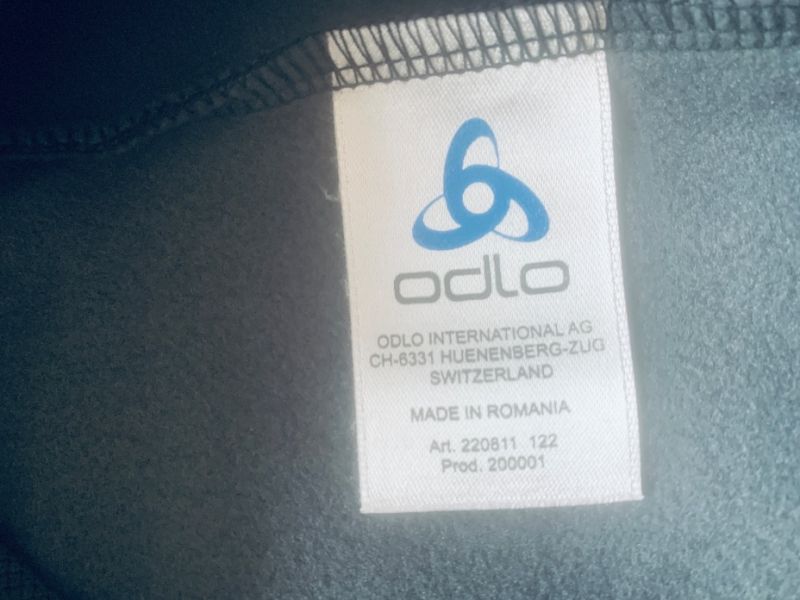 odlo
ODLO INTERNATIONAL AG
CH-6331 HUENENBERG-ZUG
SWITZERLAND
MADE IN ROMANIA
Art. 220811 122
Prod. 200001